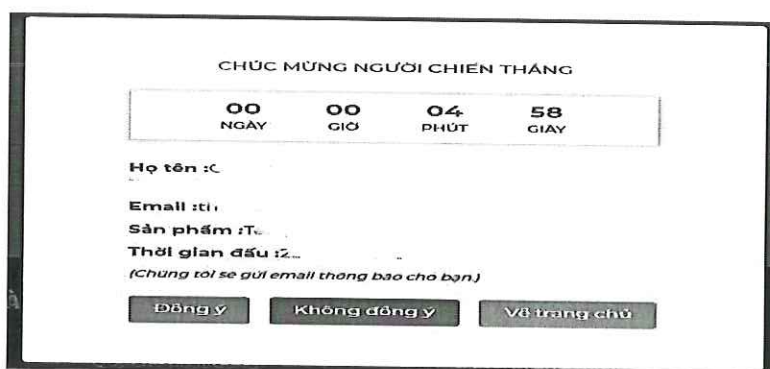 CHÚC MỪNG NGƯỜI CHIẾN THẮNG
00 00 04 58
NGÀY GIỜ PHÚT GIÂY
Họ tên :
Email :
Sản phẩm :
Thời gian đấu :
(Chúng tôi sẽ gửi email thông báo cho bạn.)
Đồng ý Không đồng ý Về trang chủ